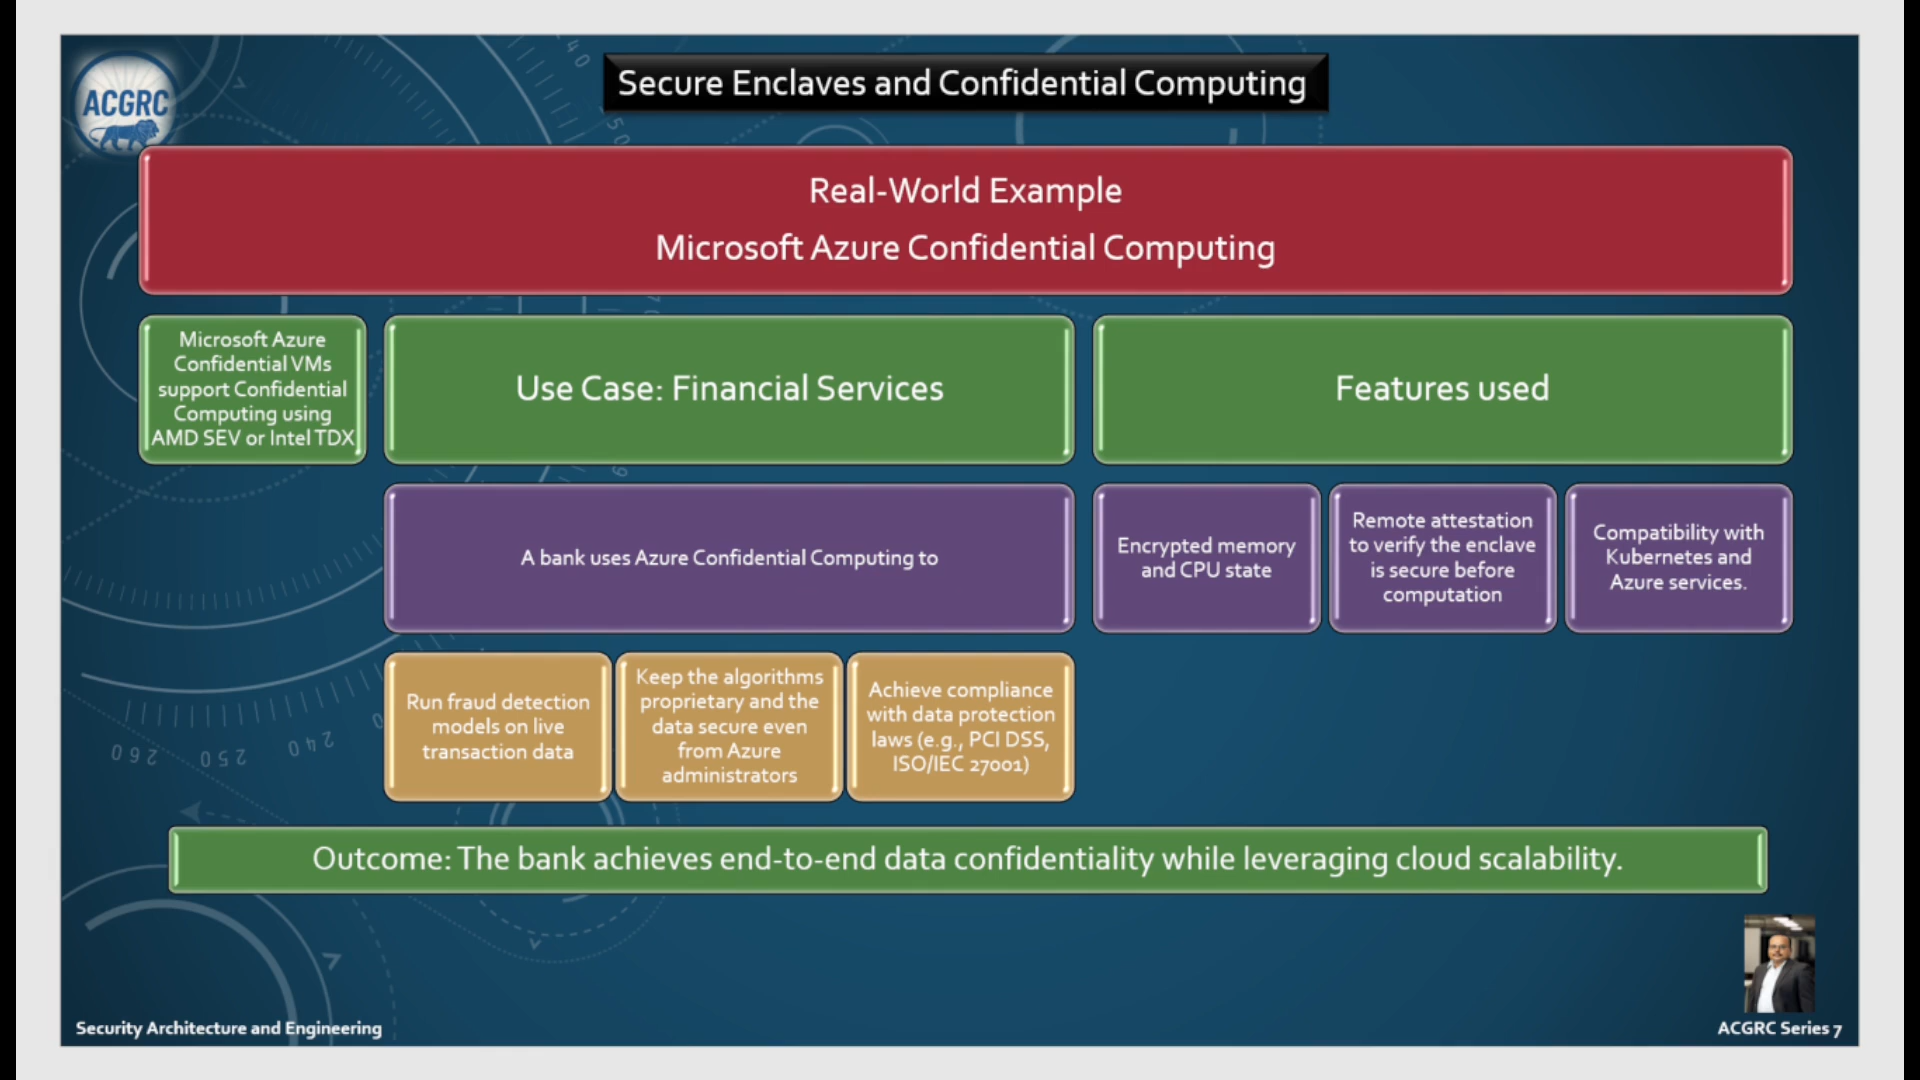 ACGRC
Secure Enclaves and Confidential Computing
Real-World Example
Microsoft Azure Confidential Computing
Microsoft Azure
Confidential VMs
support Confidential
Computing using
AMD SEV or Intel TDX
Use Case: Financial Services
Features used
A bank uses Azure Confidential Computing to
Encrypted memory
and CPU state
Remote attestation
to verify the enclave
is secure before
computation
Compatibility with
Kubernetes and
Azure services.
Run fraud detection
models on live
transaction data
Keep the algorithms
proprietary and the
data secure even
from Azure
administrators
Achieve compliance
with data protection
laws (e.g., PCI DSS,
ISO/IEC 27001)
Outcome: The bank achieves end-to-end data confidentiality while leveraging cloud scalability.
Security Architecture and Engineering
ACGRC Series 7
40
50
240
250
260